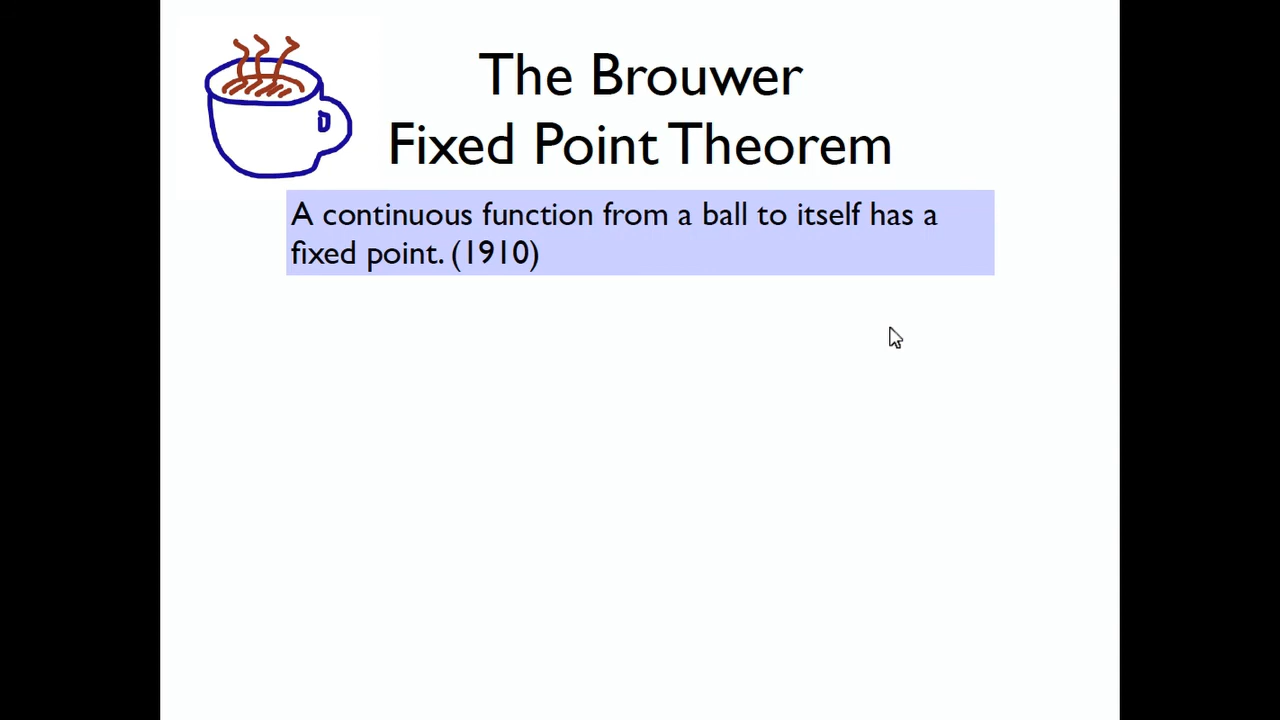 The Brouwer
Fixed Point Theorem
A continuous function from a ball to itself has a
fixed point. (1910)